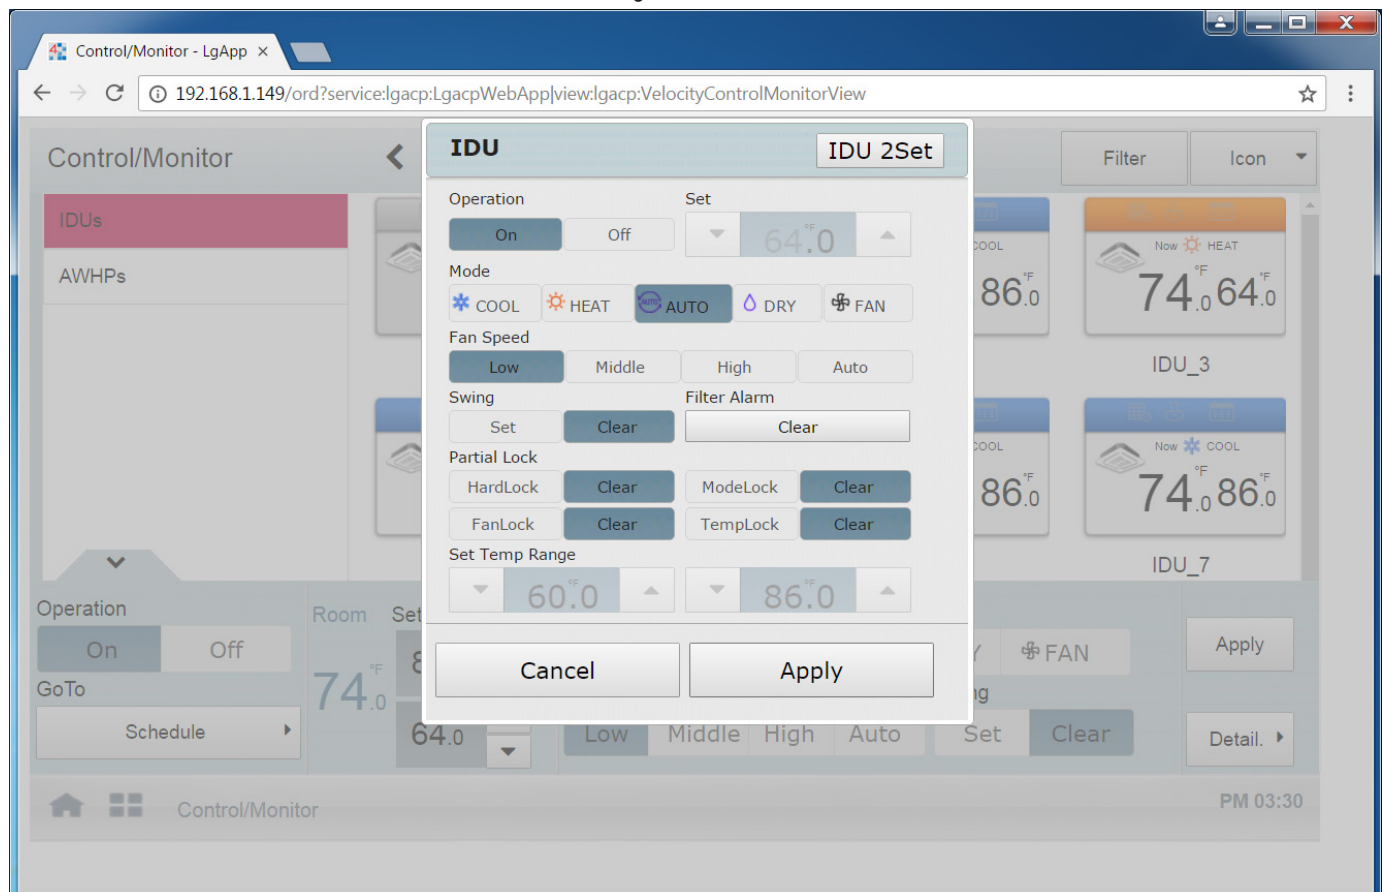 Control/Monitor - LgApp ×
192.168.1.149/ord?service:lgacp:LgacpWebApp|view:lgacp:VelocityControlMonitorView
Control/Monitor
IDU
IDU 2Set
Filter
Icon
IDUs
AWHPs
Operation
Set
On
Off
64.0 °F
Mode
COOL
HEAT
AUTO
AUTO
DRY
FAN
Fan Speed
Low
Middle
High
Auto
Swing
Filter Alarm
Set
Clear
Clear
Partial Lock
HardLock
Clear
ModeLock
Clear
FanLock
Clear
TempLock
Clear
Set Temp Range
60.0 °F
86.0 °F
Cancel
Apply
COOL
86.0 °F
Now HEAT
74.0 °F 64.0 °F
IDU_3
COOL
86.0 °F
Now COOL
74.0 °F 86.0 °F
IDU_7
Operation
Room
Set
On
Off
74.0 °F
FAN
Apply
GoTo
Schedule
64.0
Low
Middle
High
Auto
Set
Clear
Detail.
Control/Monitor
PM 03:30